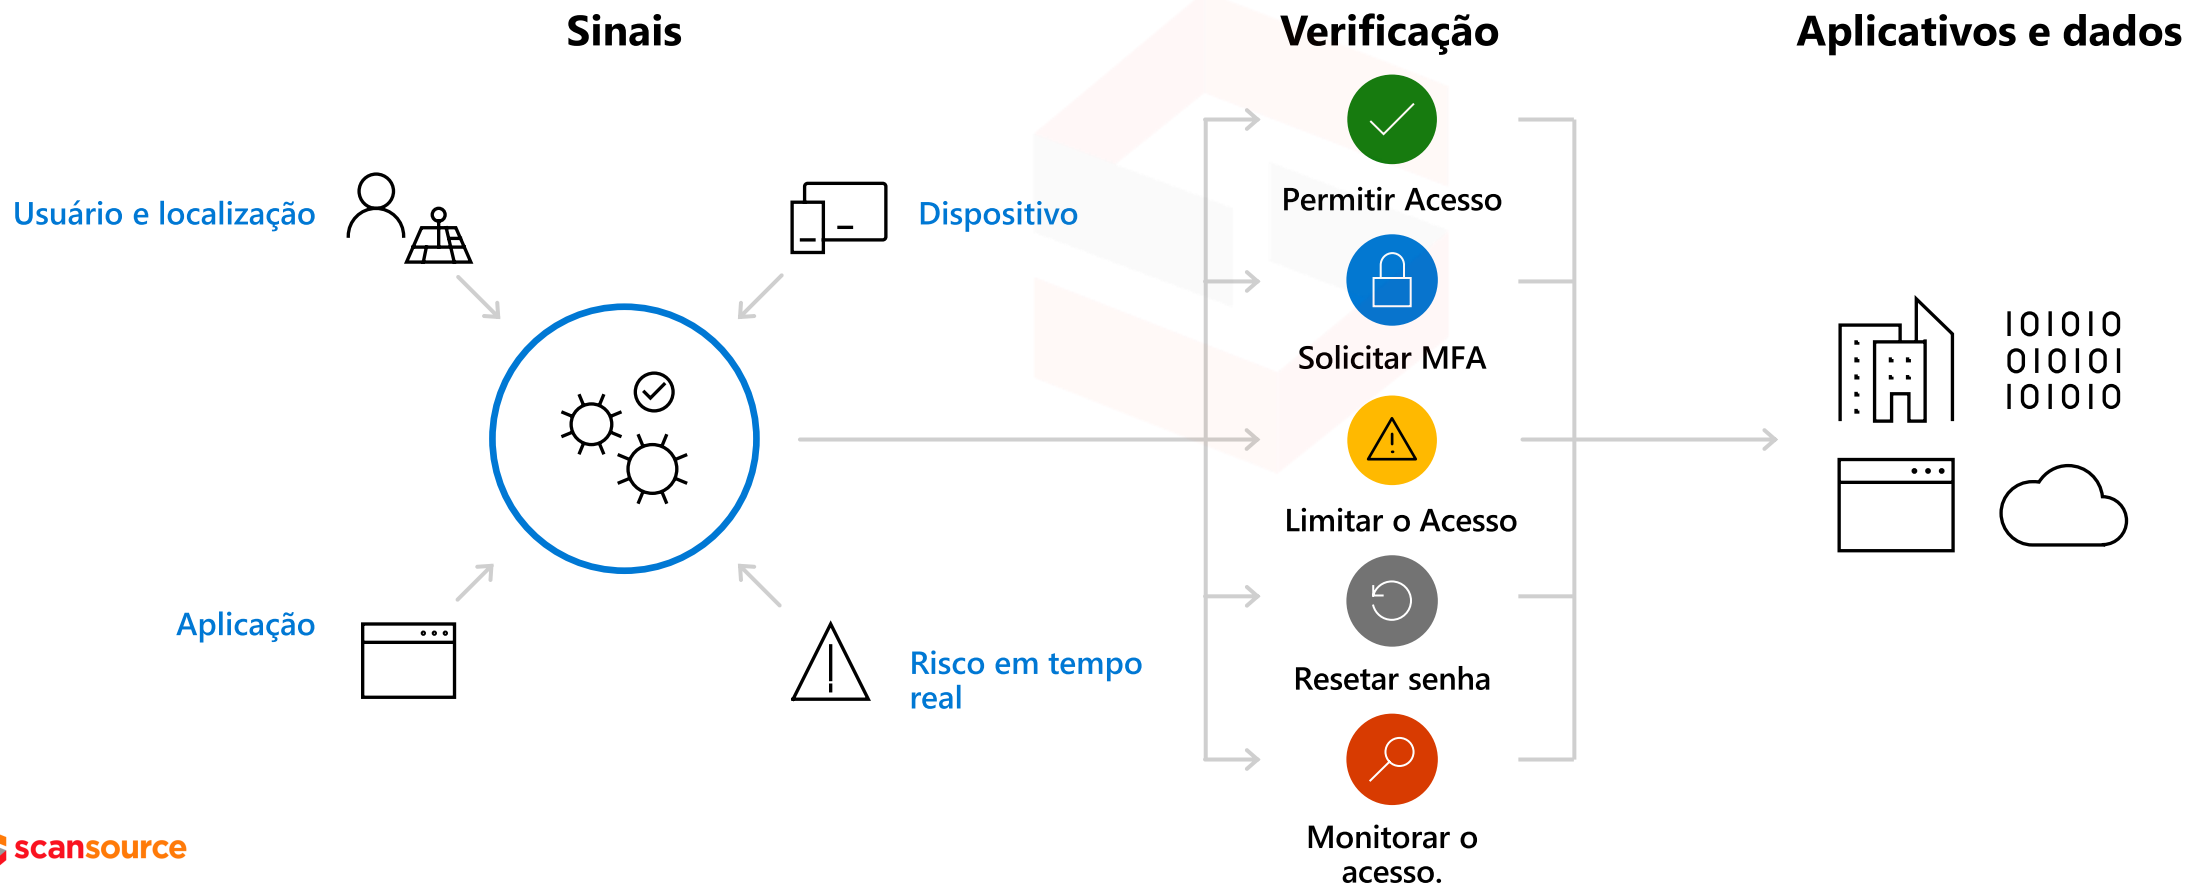 Sinais
Verificação
Aplicativos e dados
Usuário e localização
Dispositivo
Aplicação
Risco em tempo
real
Permitir Acesso
Solicitar MFA
Limitar o Acesso
Resetar senha
Monitorar o
acesso.
101010
010101
101010
scansource